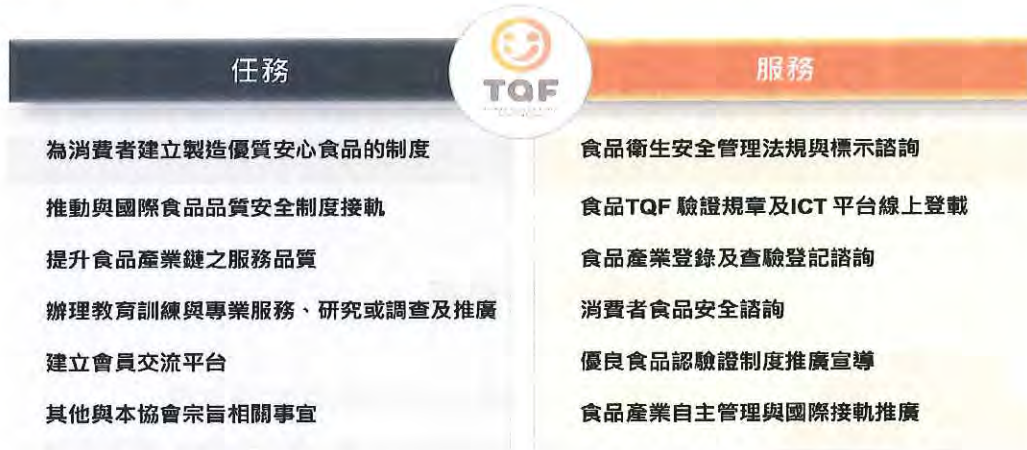 任務
TQF
服務
為消費者建立製造優質安心食品的制度
推動與國際食品品質安全制度接軌
提升食品產業鏈之服務品質
辦理教育訓練與專業服務、研究或調查及推廣
建立會員交流平台
其他與本協會宗旨相關事宜
食品衛生安全管理法規與標示諮詢
食品TQF 驗證規章及ICT 平台線上登載
食品產業登錄及查驗登記諮詢
消費者食品安全諮詢
優良食品認驗證制度推廣宣導
食品產業自主管理與國際接軌推廣